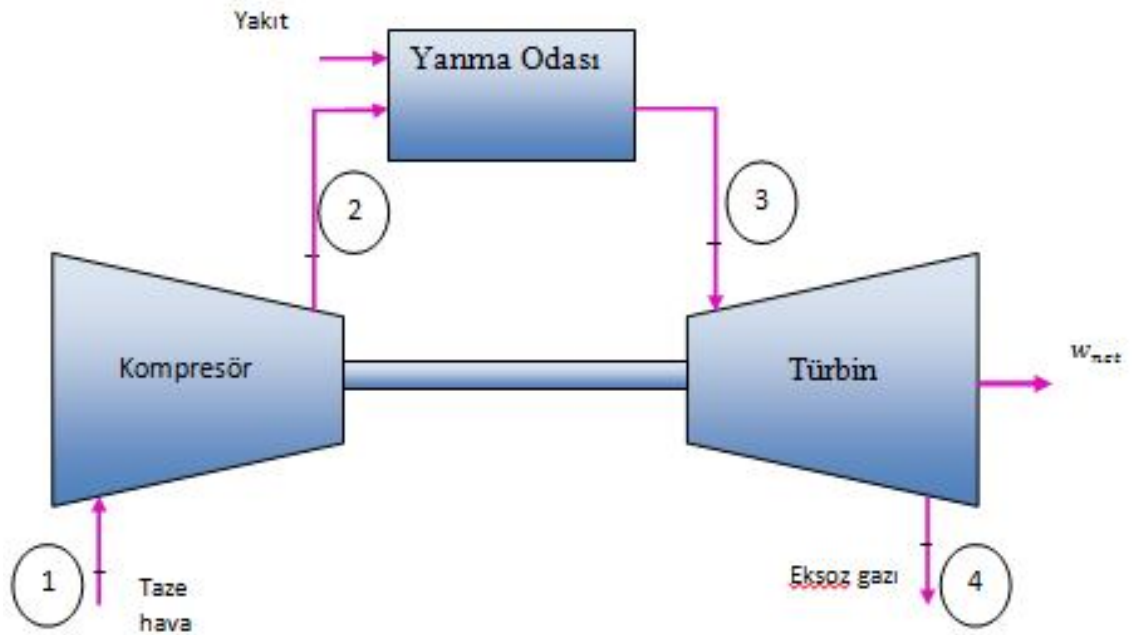 Yakıt
Yanma Odası
2
3
Kompresör
Türbin
w_net
1
Taze
hava
Eksoz gazı
4